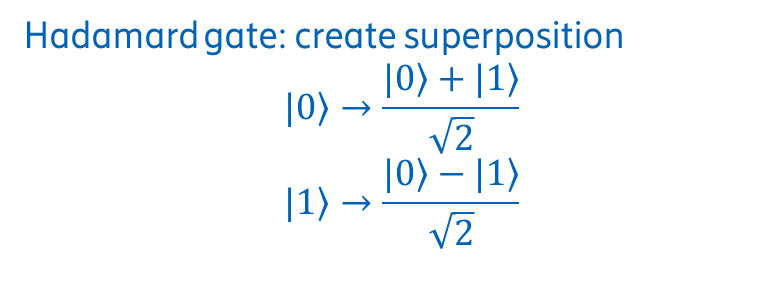 Hadamard gate: create superposition
|0⟩ → (|0⟩ + |1⟩)/√2
|1⟩ → (|0⟩ − |1⟩)/√2